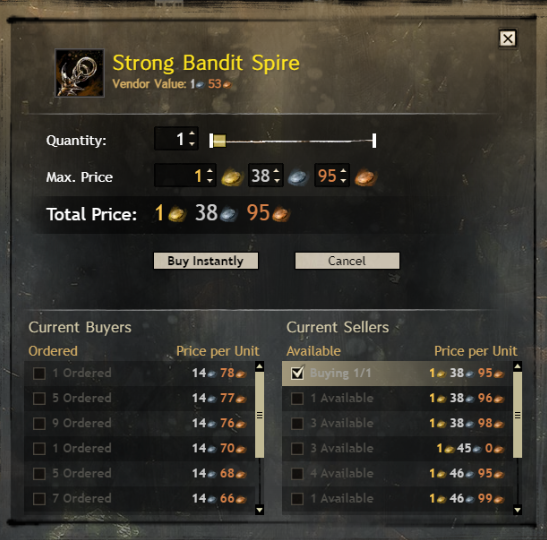 Strong Bandit Spire
Vendor Value: 1 53
Quantity: 1
Max. Price 1 38 95
Total Price: 1 38 95
Buy Instantly Cancel
Current Buyers Current Sellers
Ordered Price per Unit Available Price per Unit
1 Ordered 14 78 Buying 1/1 1 38 95
5 Ordered 14 77 1 Available 1 38 96
9 Ordered 14 76 3 Available 1 38 98
1 Ordered 14 70 3 Available 1 45 0
5 Ordered 14 68 4 Available 1 46 95
7 Ordered 14 66 1 Available 1 46 99